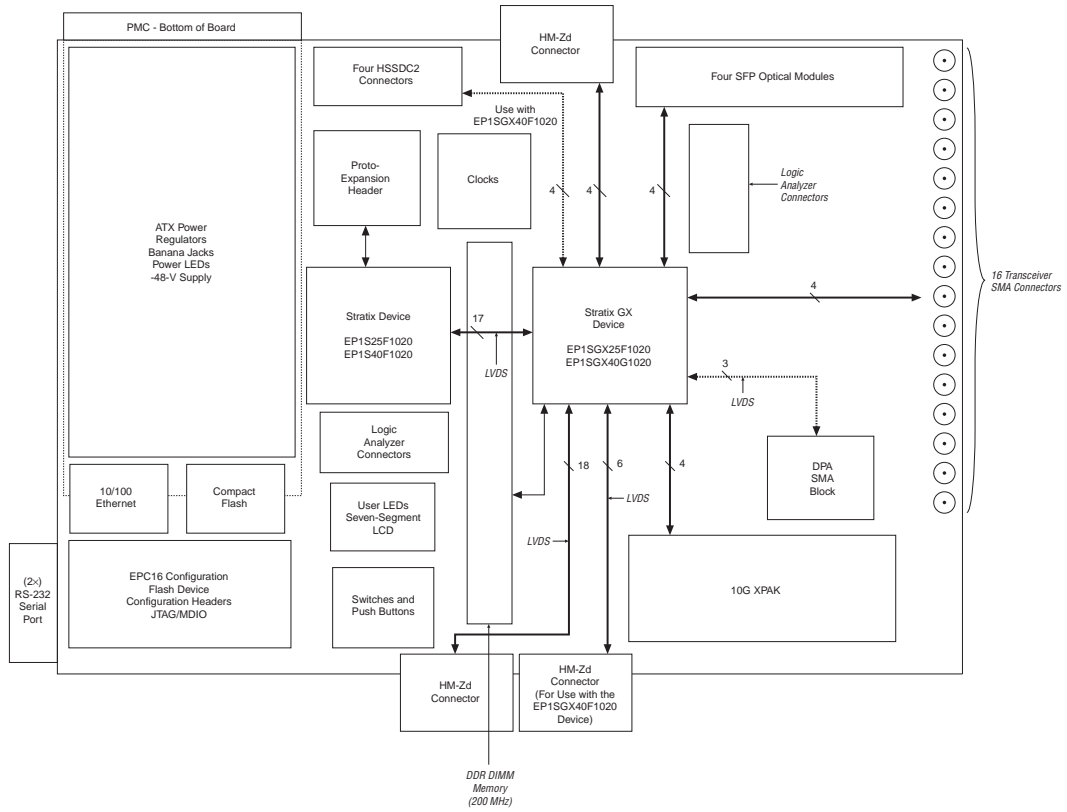 PMC - Bottom of Board
HM-Zd
Connector
Four HSSDC2
Connectors
Four SFP Optical Modules
Use with
EP1SGX40F1020
Proto-
Expansion
Header
Clocks
4
4
4
Logic
Analyzer
Connectors
ATX Power
Regulators
Banana Jacks
Power LEDs
-48-V Supply
16 Transceiver
SMA Connectors
Stratix Device
EP1S25F1020
EP1S40F1020
17
LVDS
Stratix GX
Device
EP1SGX25F1020
EP1SGX40G1020
4
3
LVDS
Logic
Analyzer
Connectors
18
6
4
DPA
SMA
Block
10/100
Ethernet
Compact
Flash
User LEDs
Seven-Segment
LCD
LVDS
LVDS
(2×)
RS-232
Serial
Port
EPC16 Configuration
Flash Device
Configuration Headers
JTAG/MDIO
Switches and
Push Buttons
10G XPAK
HM-Zd
Connector
HM-Zd
Connector
(For Use with the
EP1SGX40F1020
Device)
DDR DIMM
Memory
(200 MHz)